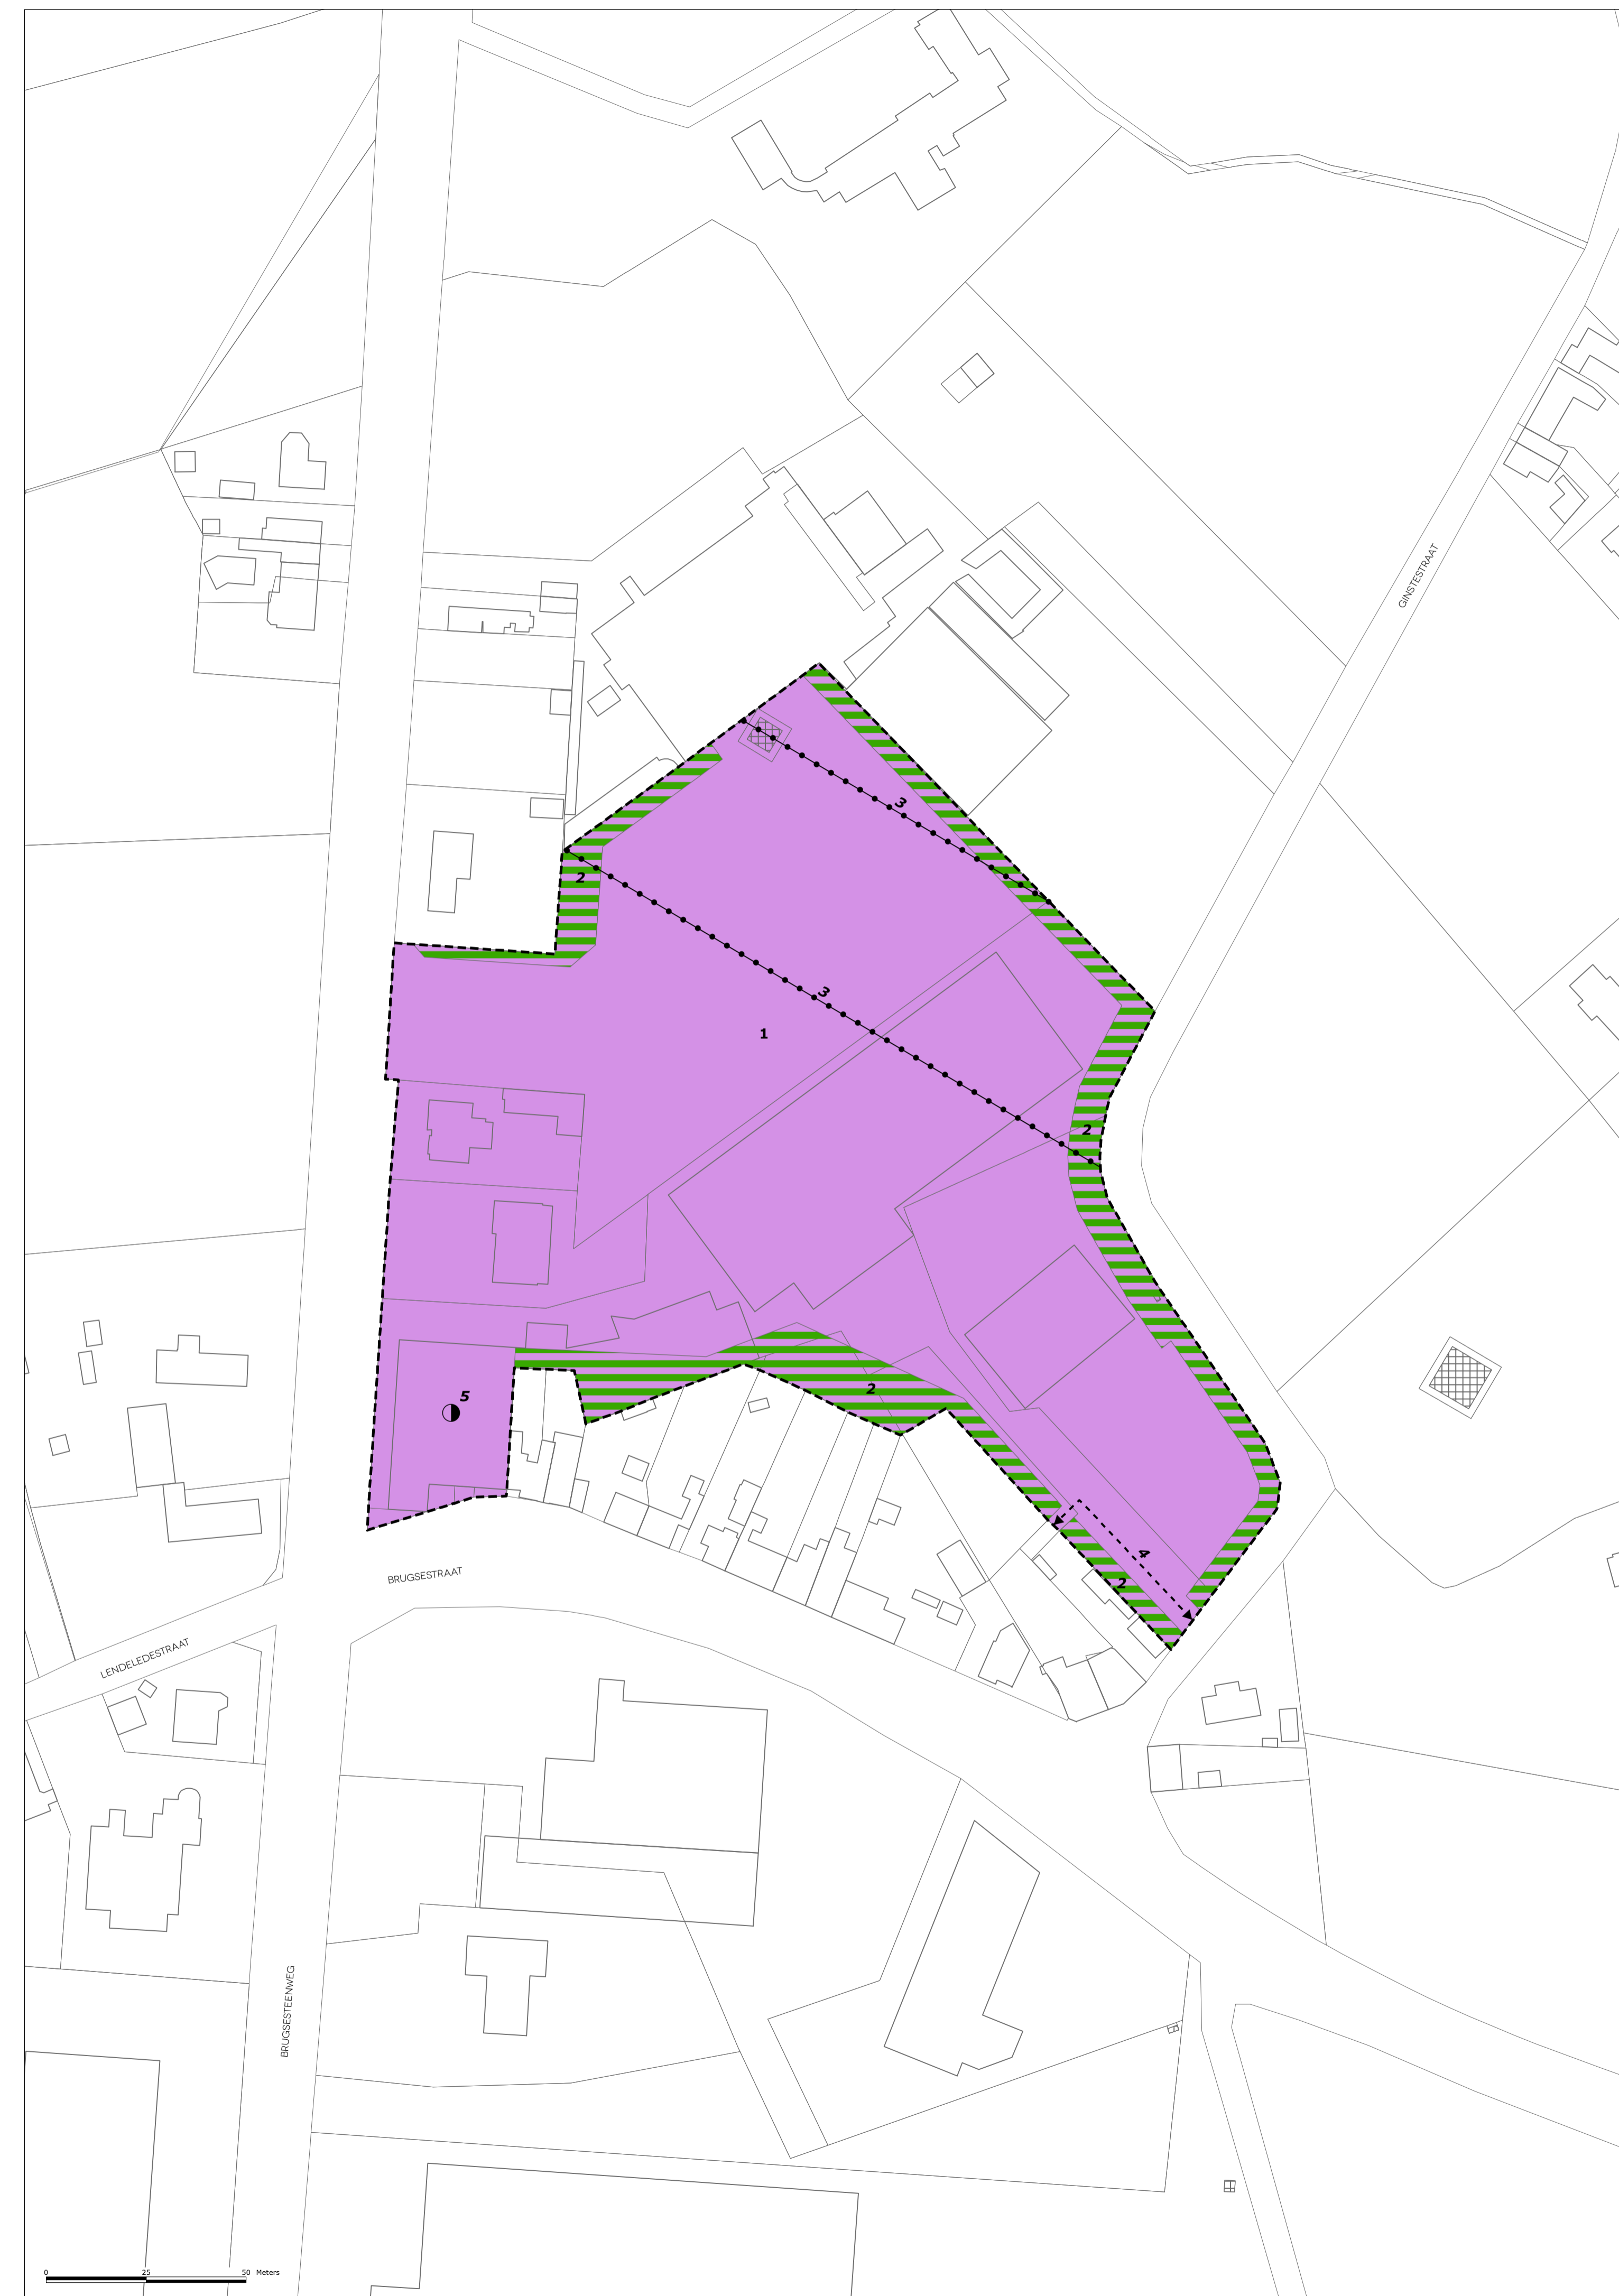 GINSTESTRAAT
3
2
3
1
2
2
5
4
2
BRUGSESTRAAT
LENDELEDESTRAAT
BRUGSESTEENWEG
0 25 50 Meters